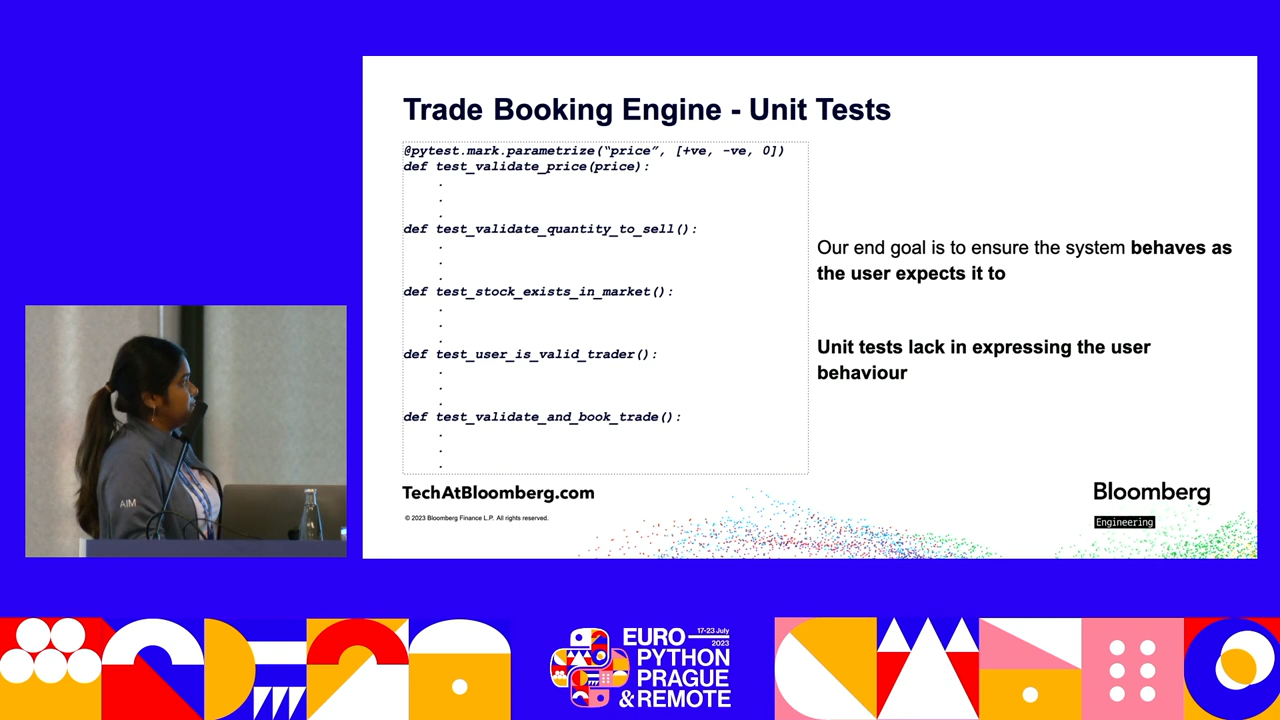 Trade Booking Engine - Unit Tests
@pytest.mark.parametrize(“price”, [+ve, -ve, 0])
def test_validate_price(price):
.
.
.
def test_validate_quantity_to_sell():
.
.
.
def test_stock_exists_in_market():
.
.
.
def test_user_is_valid_trader():
.
.
.
def test_validate_and_book_trade():
.
.
.
Our end goal is to ensure the system behaves as
the user expects it to
Unit tests lack in expressing the user
behaviour
TechAtBloomberg.com
© 2023 Bloomberg Finance L.P. All rights reserved.
Bloomberg
Engineering
AIM
EURO
17-23 July
2023
PYTHON
PRAGUE
& REMOTE